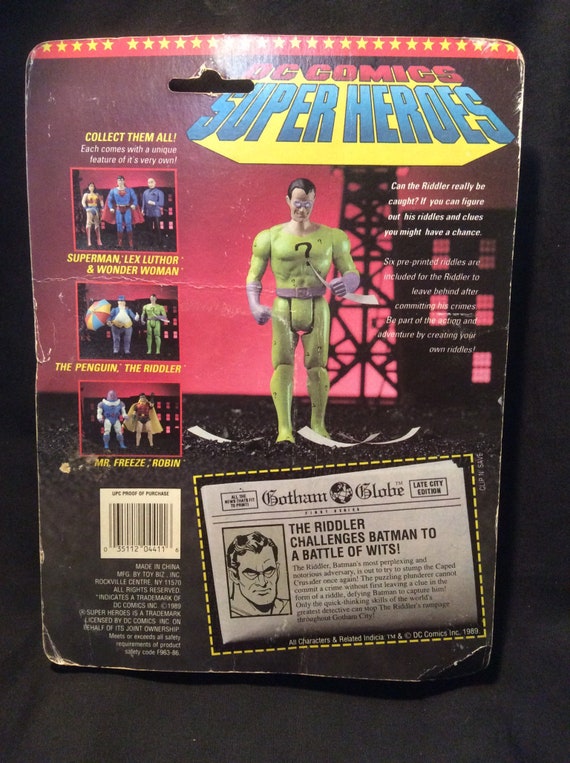 DC COMICS
SUPER HEROES
COLLECT THEM ALL!
Each comes with a unique
feature of it's very own!
SUPERMAN,* LEX LUTHOR*
& WONDER WOMAN*
THE PENGUIN,* THE RIDDLER*
MR. FREEZE,* ROBIN*
Can the Riddler really be
caught? If you can figure
out his riddles and clues
you might have a chance.
Six pre-printed riddles are
included for the Riddler to
leave behind after
committing his crimes.
Be part of the action and
adventure by creating your
own riddles!
?
CLIP N' SAVE
UPC PROOF OF PURCHASE
0 35112 04411 6
MADE IN CHINA
MFG. BY TOY BIZ., INC.
ROCKVILLE CENTRE, NY 11570
ALL RIGHTS RESERVED.
*INDICATES A TRADEMARK OF
DC COMICS INC. ©1989
® SUPER HEROES IS A TRADEMARK
LICENSED BY DC COMICS INC. ON
BEHALF OF ITS JOINT OWNERSHIP.
Meets or exceeds all safety
requirements of product
safety code F963-86.
ALL THE
NEWS THAT'S FIT
TO PRINT!
Gotham Globe™
LATE CITY
EDITION
FIRST SERIES
THE RIDDLER
CHALLENGES BATMAN TO
A BATTLE OF WITS!
The Riddler, Batman's most perplexing and
notorious adversary, is out to try to stump the Caped
Crusader once again! The puzzling plunderer cannot
commit a crime without first leaving a clue in the
form of a riddle, defying Batman to capture him!
Only the quick-thinking skills of the world's
greatest detective can stop The Riddler's rampage
throughout Gotham City!
All Characters & Related Indicia ™ & © DC Comics Inc. 1989.